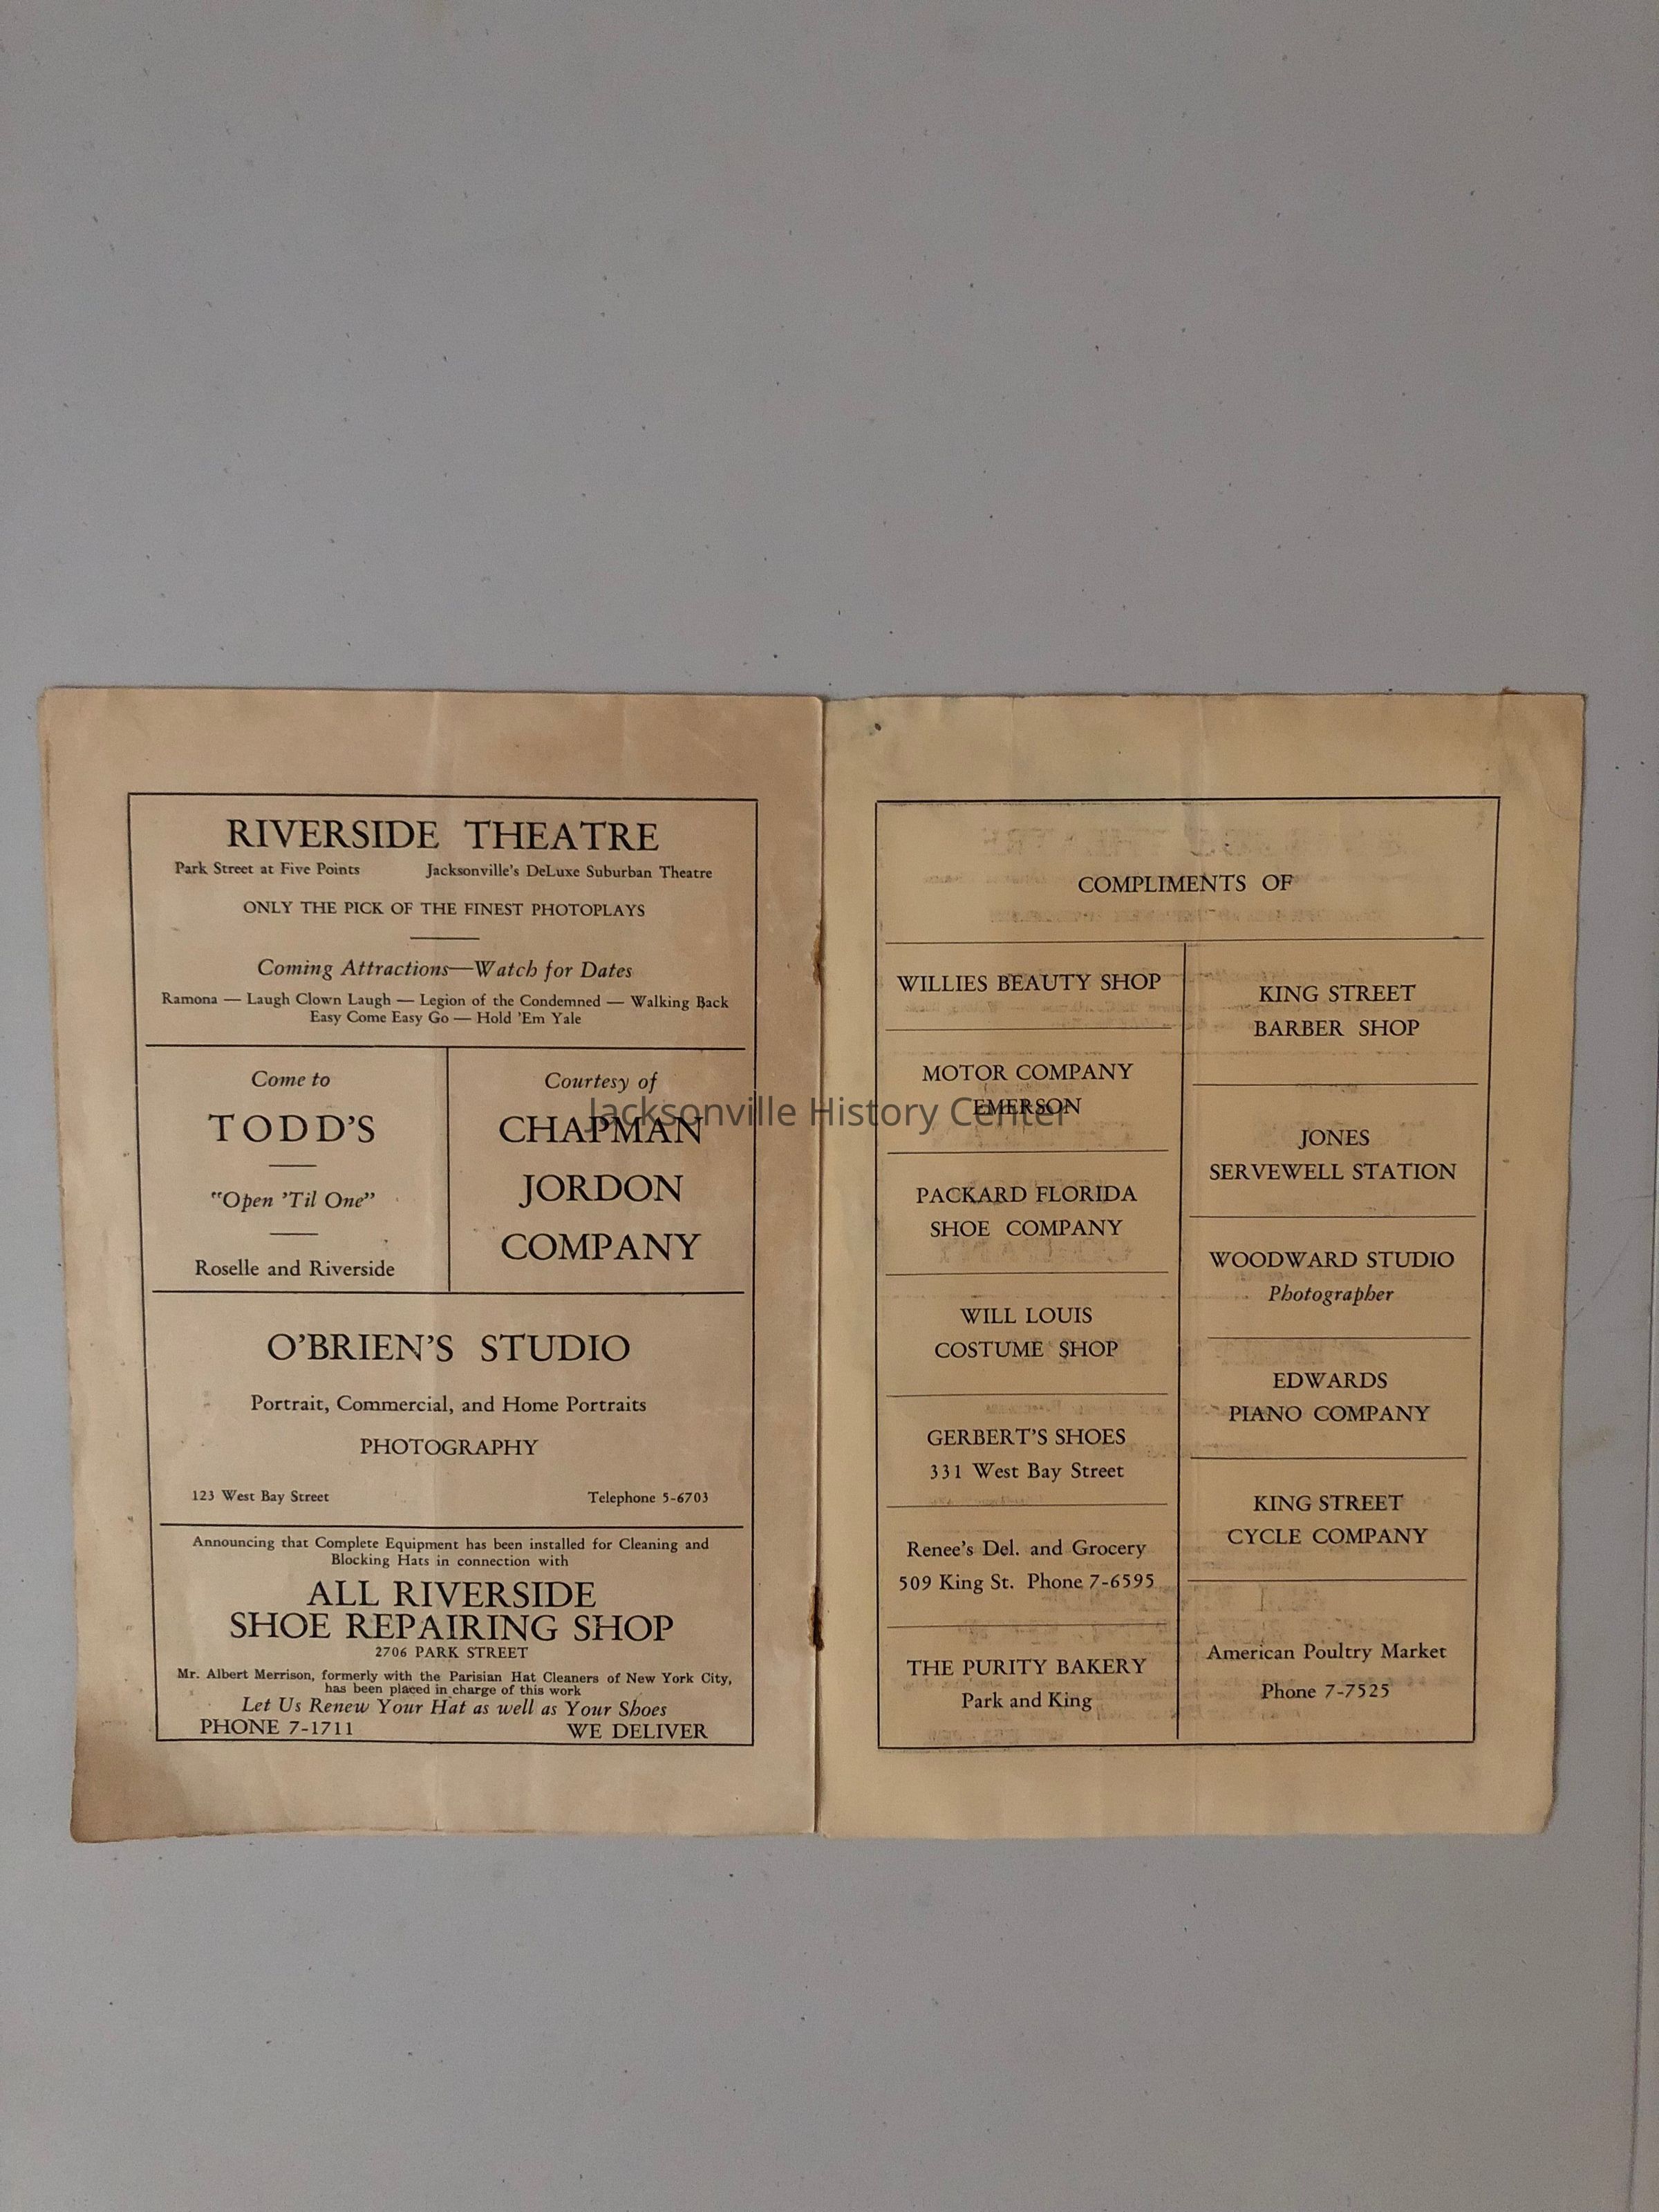 RIVERSIDE THEATRE
Park Street at Five Points Jacksonville's DeLuxe Suburban Theatre
ONLY THE PICK OF THE FINEST PHOTOPLAYS
Coming Attractions—Watch for Dates
Ramona — Laugh Clown Laugh — Legion of the Condemned — Walking Back
Easy Come Easy Go — Hold 'Em Yale
Come to
TODD'S
"Open 'Til One"
Roselle and Riverside
Courtesy of
CHAPMAN
JORDON
COMPANY
O'BRIEN'S STUDIO
Portrait, Commercial, and Home Portraits
PHOTOGRAPHY
123 West Bay Street Telephone 5-6703
Announcing that Complete Equipment has been installed for Cleaning and
Blocking Hats in connection with
ALL RIVERSIDE
SHOE REPAIRING SHOP
2706 PARK STREET
Mr. Albert Merrison, formerly with the Parisian Hat Cleaners of New York City,
has been placed in charge of this work
Let Us Renew Your Hat as well as Your Shoes
PHONE 7-1711 WE DELIVER
COMPLIMENTS OF
WILLIES BEAUTY SHOP
MOTOR COMPANY
EMERSON
PACKARD FLORIDA
SHOE COMPANY
WILL LOUIS
COSTUME SHOP
GERBERT'S SHOES
331 West Bay Street
Renee's Del. and Grocery
509 King St. Phone 7-6595
THE PURITY BAKERY
Park and King
KING STREET
BARBER SHOP
JONES
SERVEWELL STATION
WOODWARD STUDIO
Photographer
EDWARDS
PIANO COMPANY
KING STREET
CYCLE COMPANY
American Poultry Market
Phone 7-7525
Jacksonville History Center